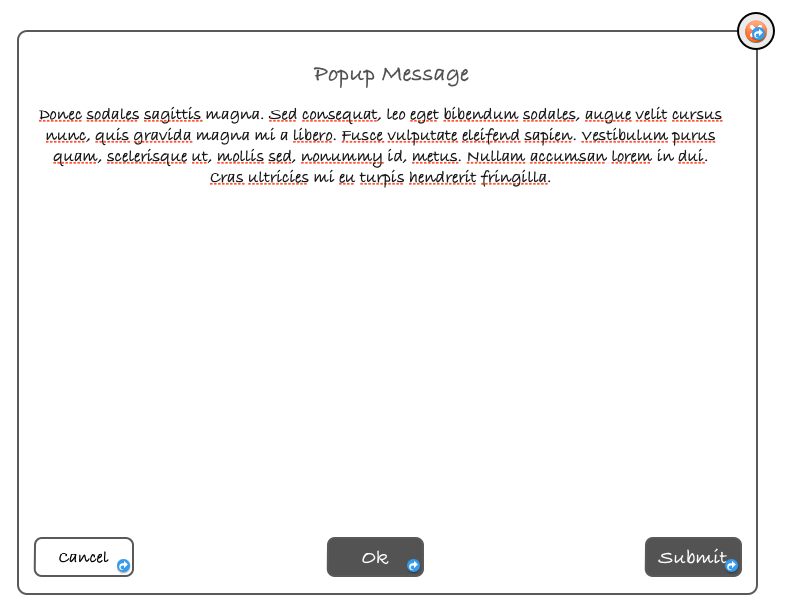 Popup Message
Donec sodales sagittis magna. Sed consequat, leo eget bibendum sodales, augue velit cursus
nunc, quis gravida magna mi a libero. Fusce vulputate eleifend sapien. Vestibulum purus
quam, scelerisque ut, mollis sed, nonummy id, metus. Nullam accumsan lorem in dui.
Cras ultricies mi eu turpis hendrerit fringilla.
Cancel
Ok
Submit